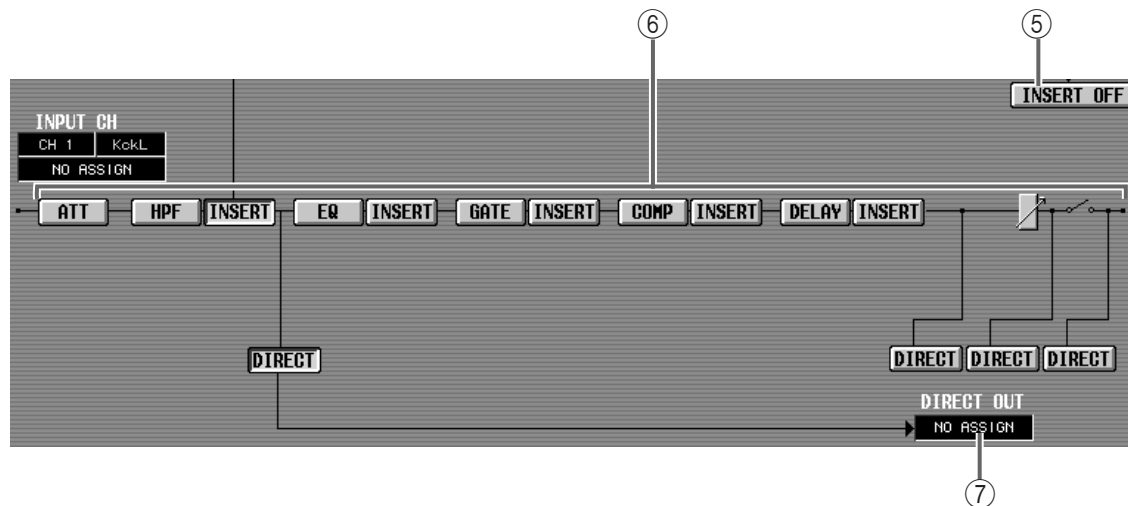 ⑥
⑤
INSERT OFF
INPUT CH
CH 1 KckL
NO ASSIGN
ATT HPF INSERT EQ INSERT GATE INSERT COMP INSERT DELAY INSERT
DIRECT DIRECT DIRECT DIRECT
DIRECT OUT
NO ASSIGN
⑦